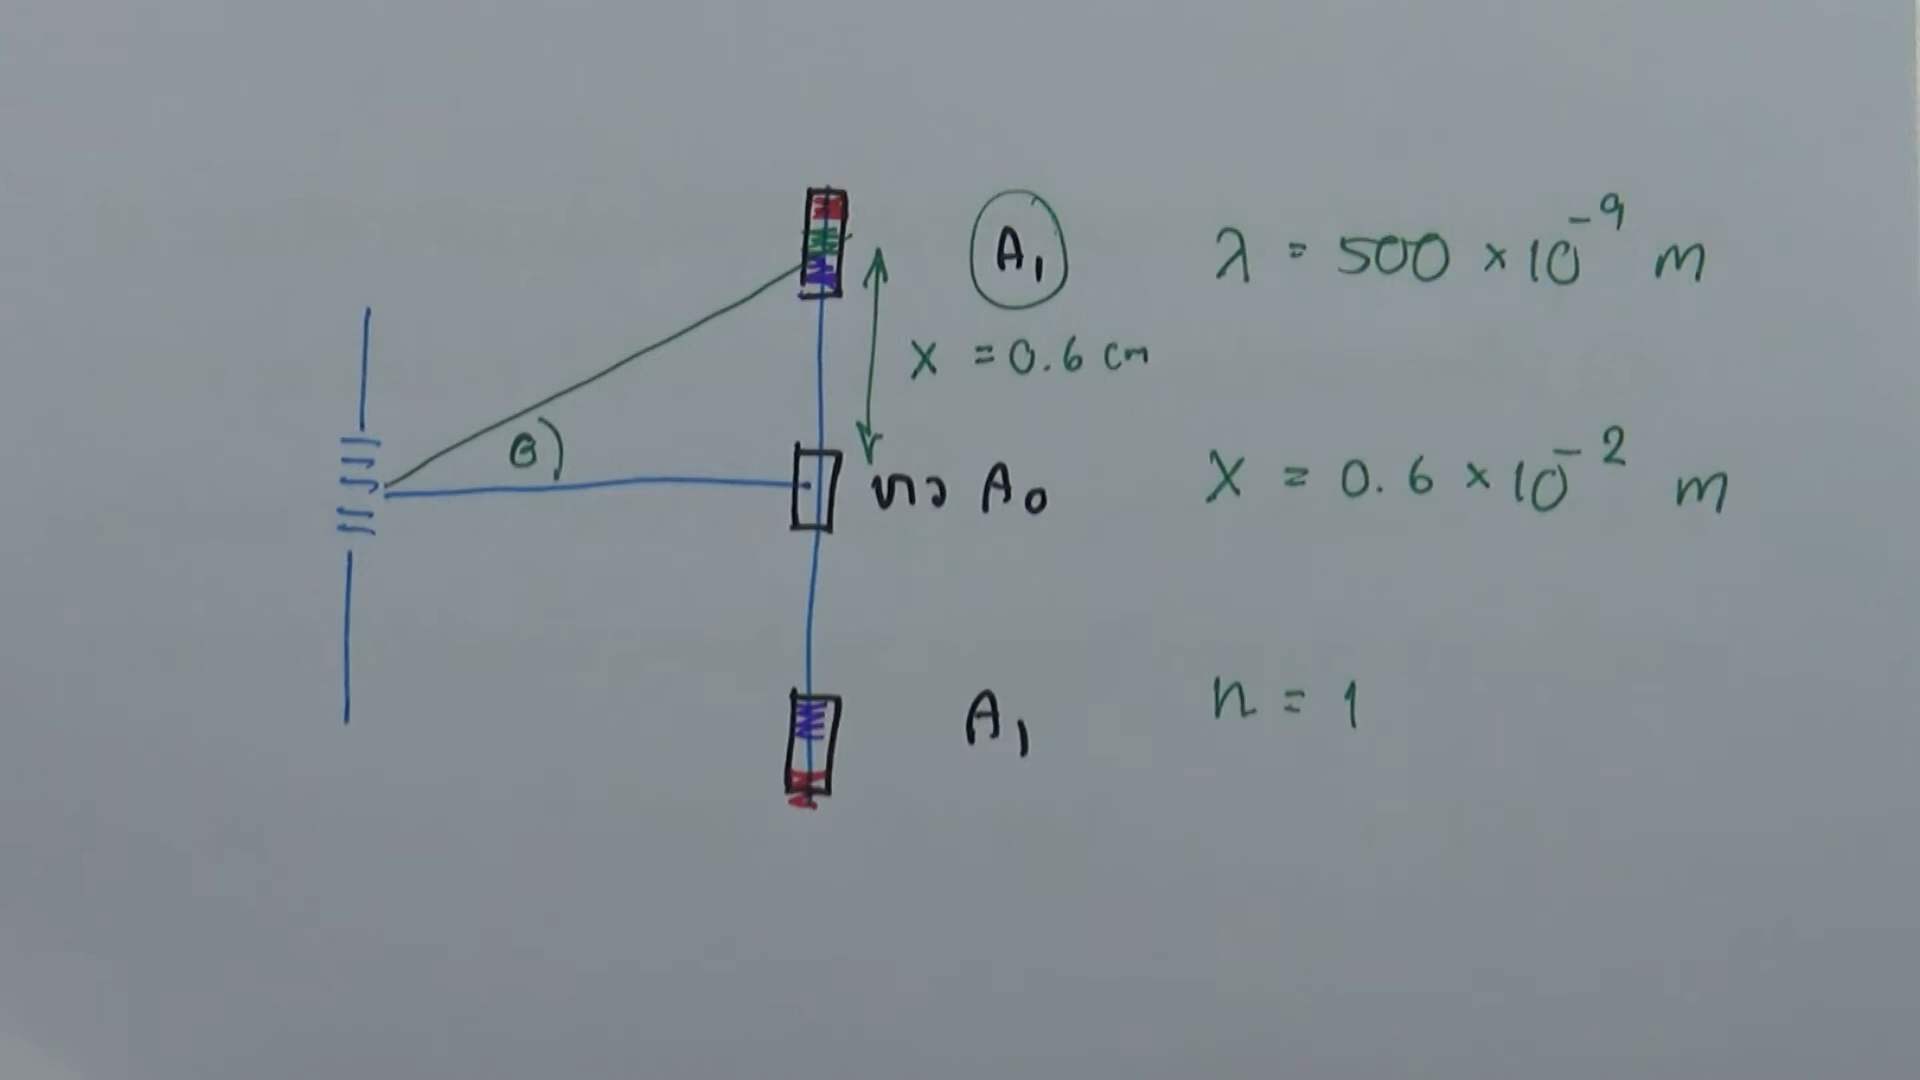 A₁
λ = 500 × 10⁻⁹ m
x = 0.6 cm
θ
ขาว A₀
x = 0.6 × 10⁻² m
A₁
n = 1